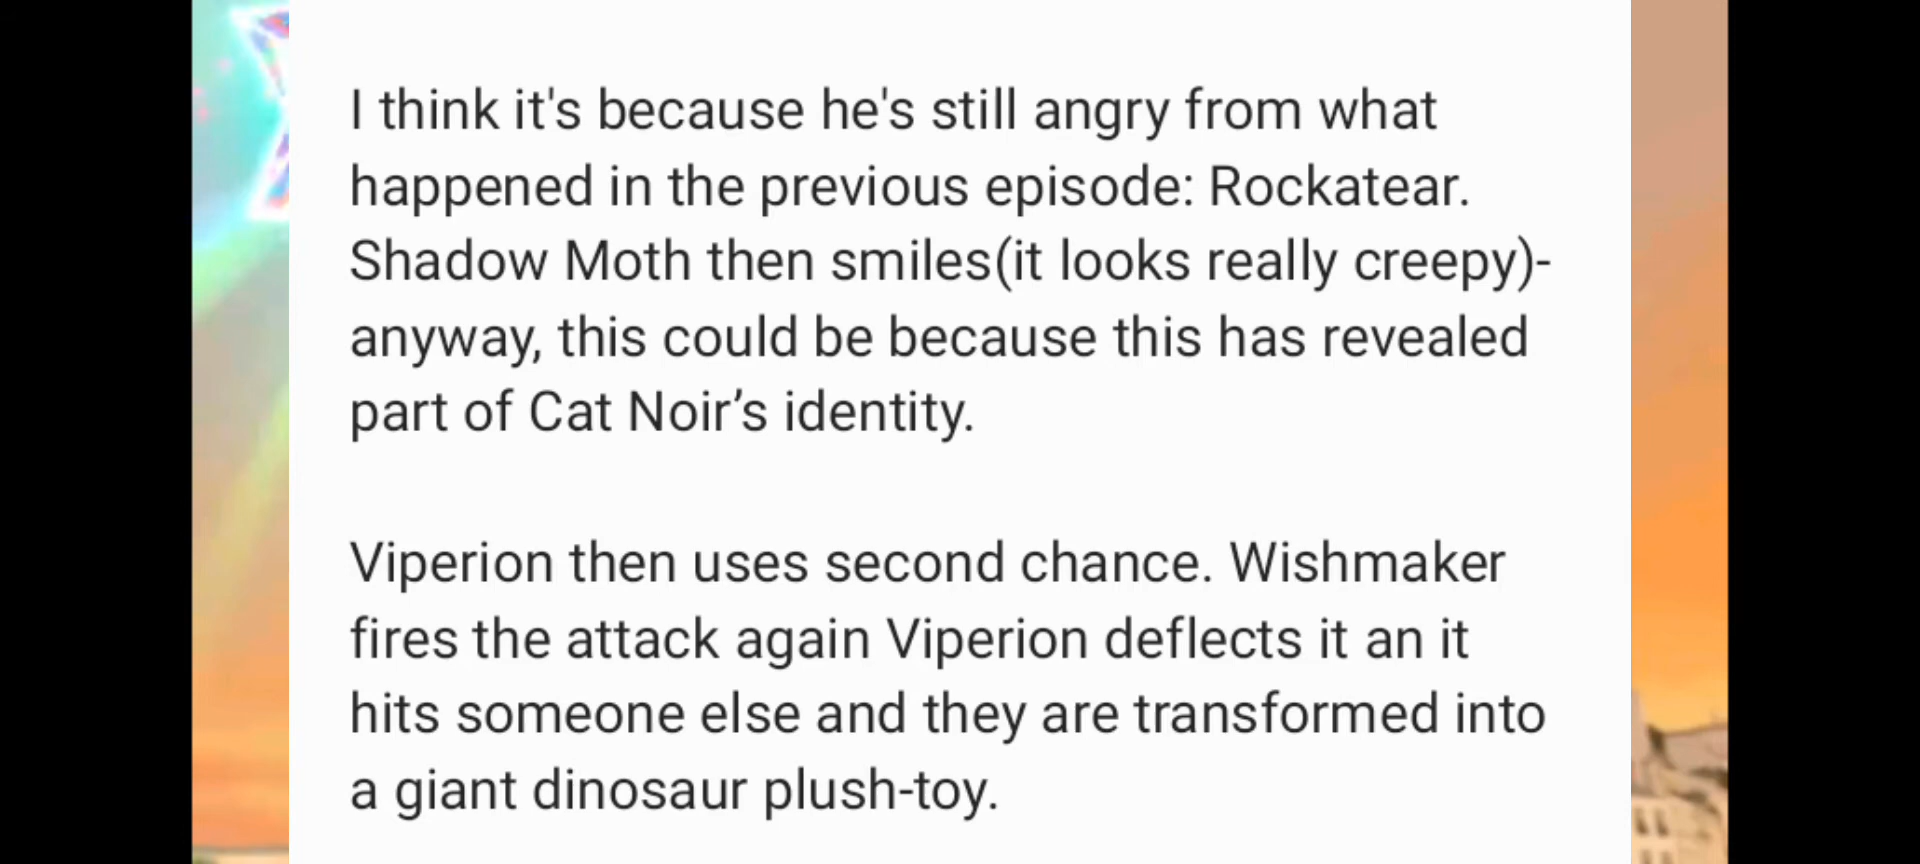 I think it's because he's still angry from what
happened in the previous episode: Rockatear.
Shadow Moth then smiles(it looks really creepy)-
anyway, this could be because this has revealed
part of Cat Noir’s identity.
Viperion then uses second chance. Wishmaker
fires the attack again Viperion deflects it an it
hits someone else and they are transformed into
a giant dinosaur plush-toy.